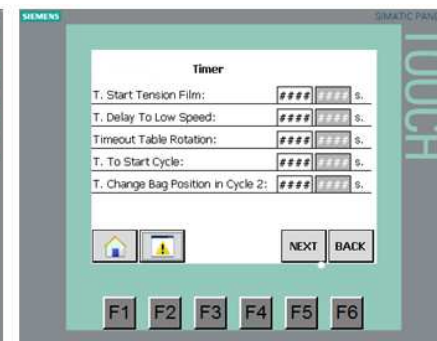 SIEMENS SIMATIC PAN
TOUCH
Timer
T. Start Tension Film: #### #### s.
T. Delay To Low Speed: #### #### s.
Timeout Table Rotation: #### #### s.
T. To Start Cycle: #### #### s.
T. Change Bag Position in Cycle 2: #### #### s.
NEXT BACK
F1 F2 F3 F4 F5 F6